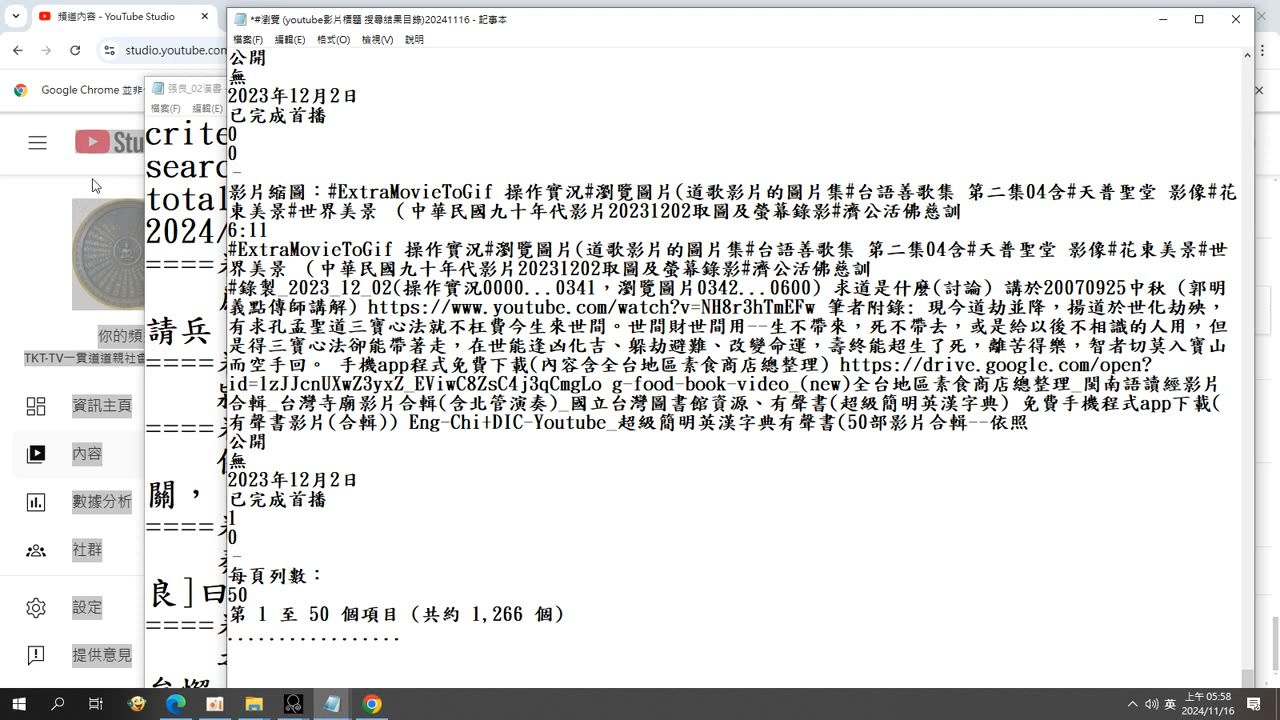 頻道內容 - YouTube Studio
studio.youtube.com
Google Chrome 並非
Stu
你的頻
TKT-TV一貫道道親社
資訊主頁
內容
數據分析
社群
設定
提供意見
張良_02漢書
檔案(F) 編輯(E)
crite
searc
total
2024/
====
請兵
====
====
關，
====
良]曰
====
*#瀏覽 (youtube影片標題 搜尋結果目錄)20241116 - 記事本
檔案(F) 編輯(E) 格式(O) 檢視(V) 說明
公開
無
2023年12月2日
已完成首播
0
0
-
影片縮圖：#ExtraMovieToGif 操作實況#瀏覽圖片(道歌影片的圖片集#台語善歌集 第二集04含#天普聖堂 影像#花
東美景#世界美景 (中華民國九十年代影片20231202取圖及螢幕錄影#濟公活佛慈訓
6:11
#ExtraMovieToGif 操作實況#瀏覽圖片(道歌影片的圖片集#台語善歌集 第二集04含#天普聖堂 影像#花東美景#世
界美景 (中華民國九十年代影片20231202取圖及螢幕錄影#濟公活佛慈訓
#錄製_2023_12_02(操作實況0000...0341，瀏覽圖片0342...0600) 求道是什麼(討論) 講於20070925中秋 (郭明
義點傳師講解) https://www.youtube.com/watch?v=NH8r3hTmEFw 筆者附錄: 現今道劫並降，揚道於世化劫殃，
有求孔孟聖道三寶心法就不枉費今生來世間。世間財世間用--生不帶來，死不帶去，或是給以後不相識的人用，但
是得三寶心法卻能帶著走，在世能逢凶化吉、躲劫避難、改變命運，壽終能超生了死，離苦得樂，智者切莫入寶山
而空手回。 手機app程式免費下載(內容含全台地區素食商店總整理) https://drive.google.com/open?
id=1zJJcnUXwZ3yxZ_EViwC8ZsC4j3qCmgLo g-food-book-video_(new)全台地區素食商店總整理_閩南語讀經影片
合輯_台灣寺廟影片合輯(含北管演奏)_國立台灣圖書館資源、有聲書(超級簡明英漢字典) 免費手機程式app下載(
有聲書影片(合輯)) Eng-Chi+DIC-Youtube_超級簡明英漢字典有聲書(50部影片合輯--依照
公開
無
2023年12月2日
已完成首播
1
0
-
每頁列數：
50
第 1 至 50 個項目 (共約 1,266 個)
.................
英
上午 05:58
2024/11/16